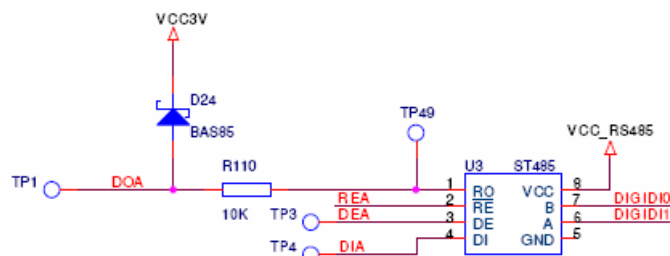 VCC3V
D24
BAS85
TP49
U3 ST485
VCC_RS485
TP1 DOA R110 1 RO VCC 8
10K REA 2 RE B 7 DIGIDI0
TP3 DEA 3 DE A 6 DIGIDI1
TP4 DIA 4 DI GND 5